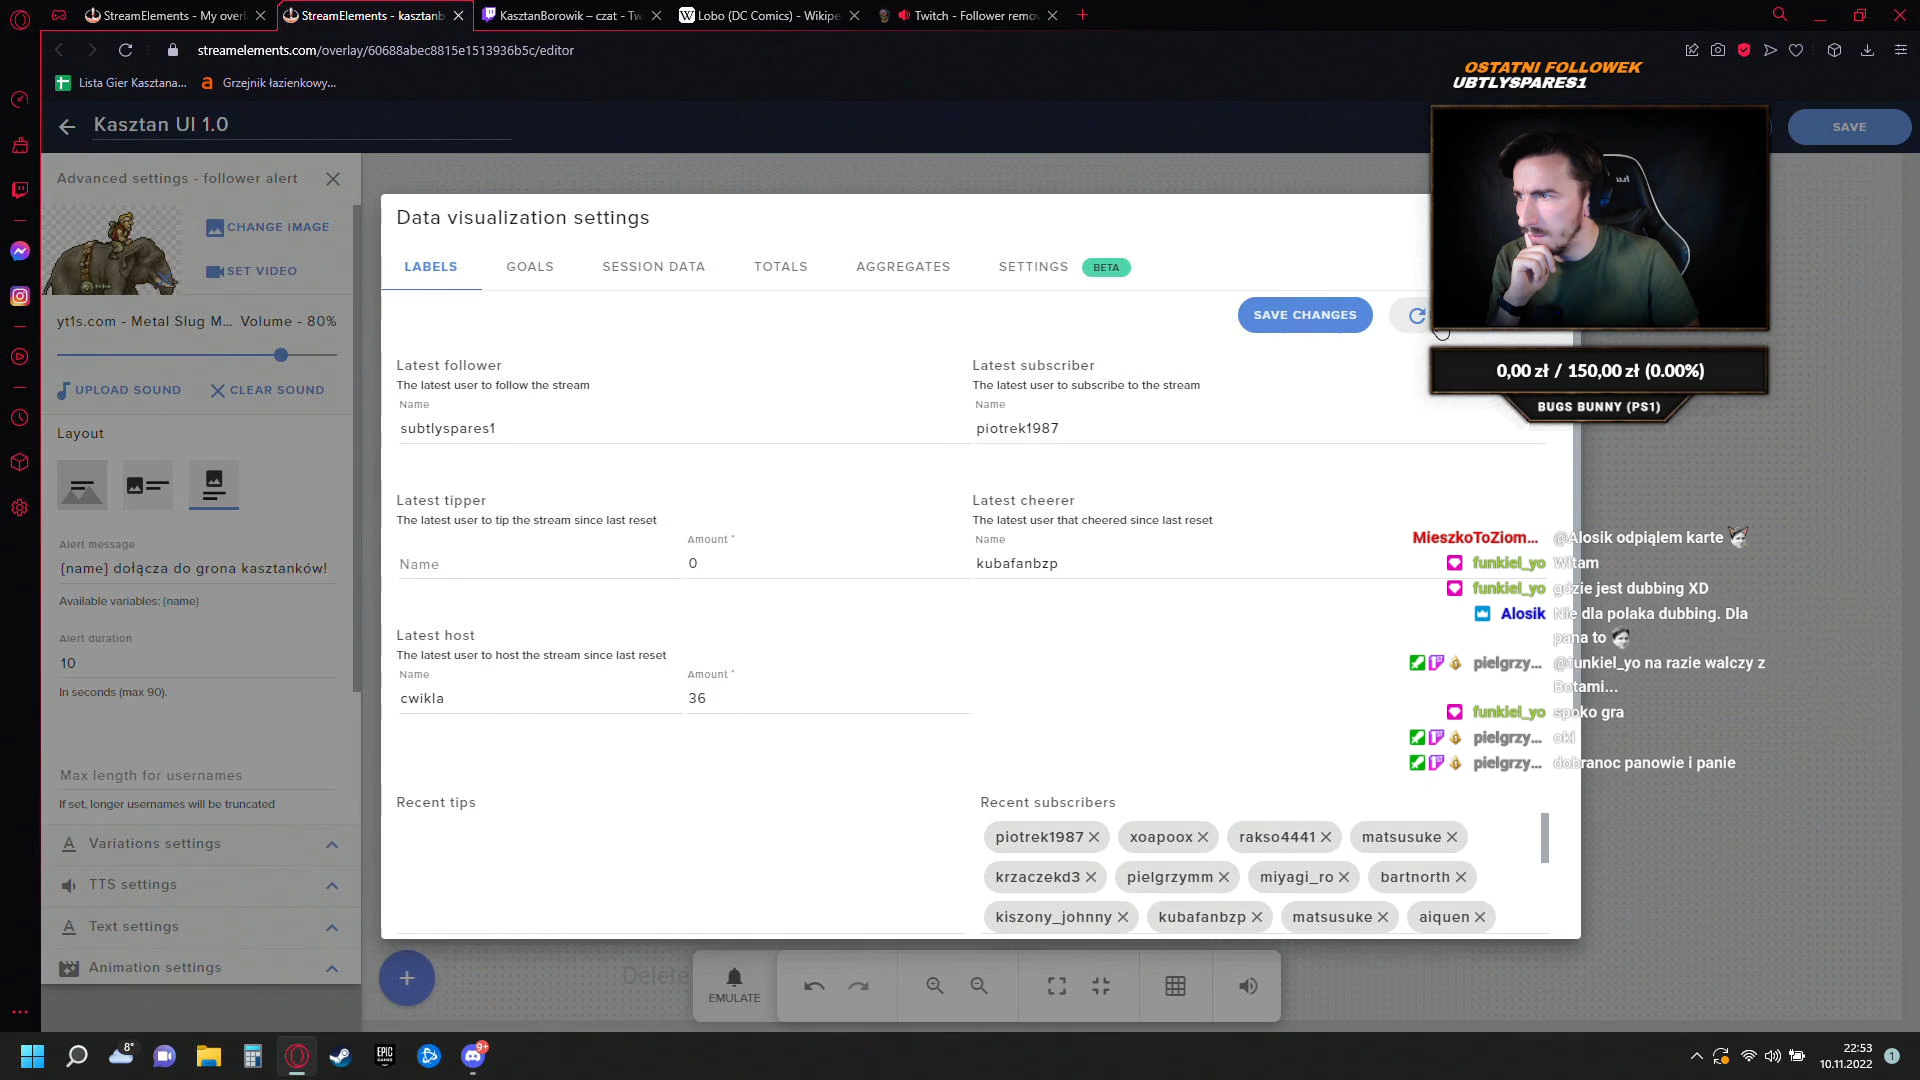 StreamElements - My overl
StreamElements - kasztanb
KasztanBorowik – czat - Tw
Lobo (DC Comics) - Wikipe
Twitch - Follower remo
streamelements.com/overlay/60688abec8815e1513936b5c/editor
Lista Gier Kasztana...
Grzejnik łazienkowy...
OSTATNI FOLLOWEK
UBTLYSPARES1
Kasztan UI 1.0
SAVE
Advanced settings - follower alert
CHANGE IMAGE
SET VIDEO
yt1s.com - Metal Slug M... Volume - 80%
UPLOAD SOUND
CLEAR SOUND
Layout
Alert message
{name} dołącza do grona kasztanków!
Available variables: {name}
Alert duration
10
In seconds (max 90).
Max length for usernames
If set, longer usernames will be truncated
Variations settings
TTS settings
Text settings
Animation settings
Data visualization settings
LABELS
GOALS
SESSION DATA
TOTALS
AGGREGATES
SETTINGS
BETA
SAVE CHANGES
Latest follower
The latest user to follow the stream
Name
subtlyspares1
Latest subscriber
The latest user to subscribe to the stream
Name
piotrek1987
Latest tipper
The latest user to tip the stream since last reset
Name
Amount *
0
Latest cheerer
The latest user that cheered since last reset
Name
kubafanbzp
Latest host
The latest user to host the stream since last reset
Name
cwikla
Amount *
36
Recent tips
Recent subscribers
piotrek1987
xoapoox
rakso4441
matsusuke
krzaczekd3
pielgrzymm
miyagi_ro
bartnorth
kiszony_johnny
kubafanbzp
matsusuke
aiquen
0,00 zł / 150,00 zł (0.00%)
BUGS BUNNY (PS1)
MieszkoToZiom... @Alosik odpiąłem karte
funkiel_yo Witam
funkiel_yo gdzie jest dubbing XD
Alosik Nie dla polaka dubbing. Dla
pana to
pielgrzy... @funkiel_yo na razie walczy z
Botami...
funkiel_yo spoko gra
pielgrzy... oki
pielgrzy... dobranoc panowie i panie
Delete
EMULATE
8°
EPIC
GAMES
9+
22:53
10.11.2022
1